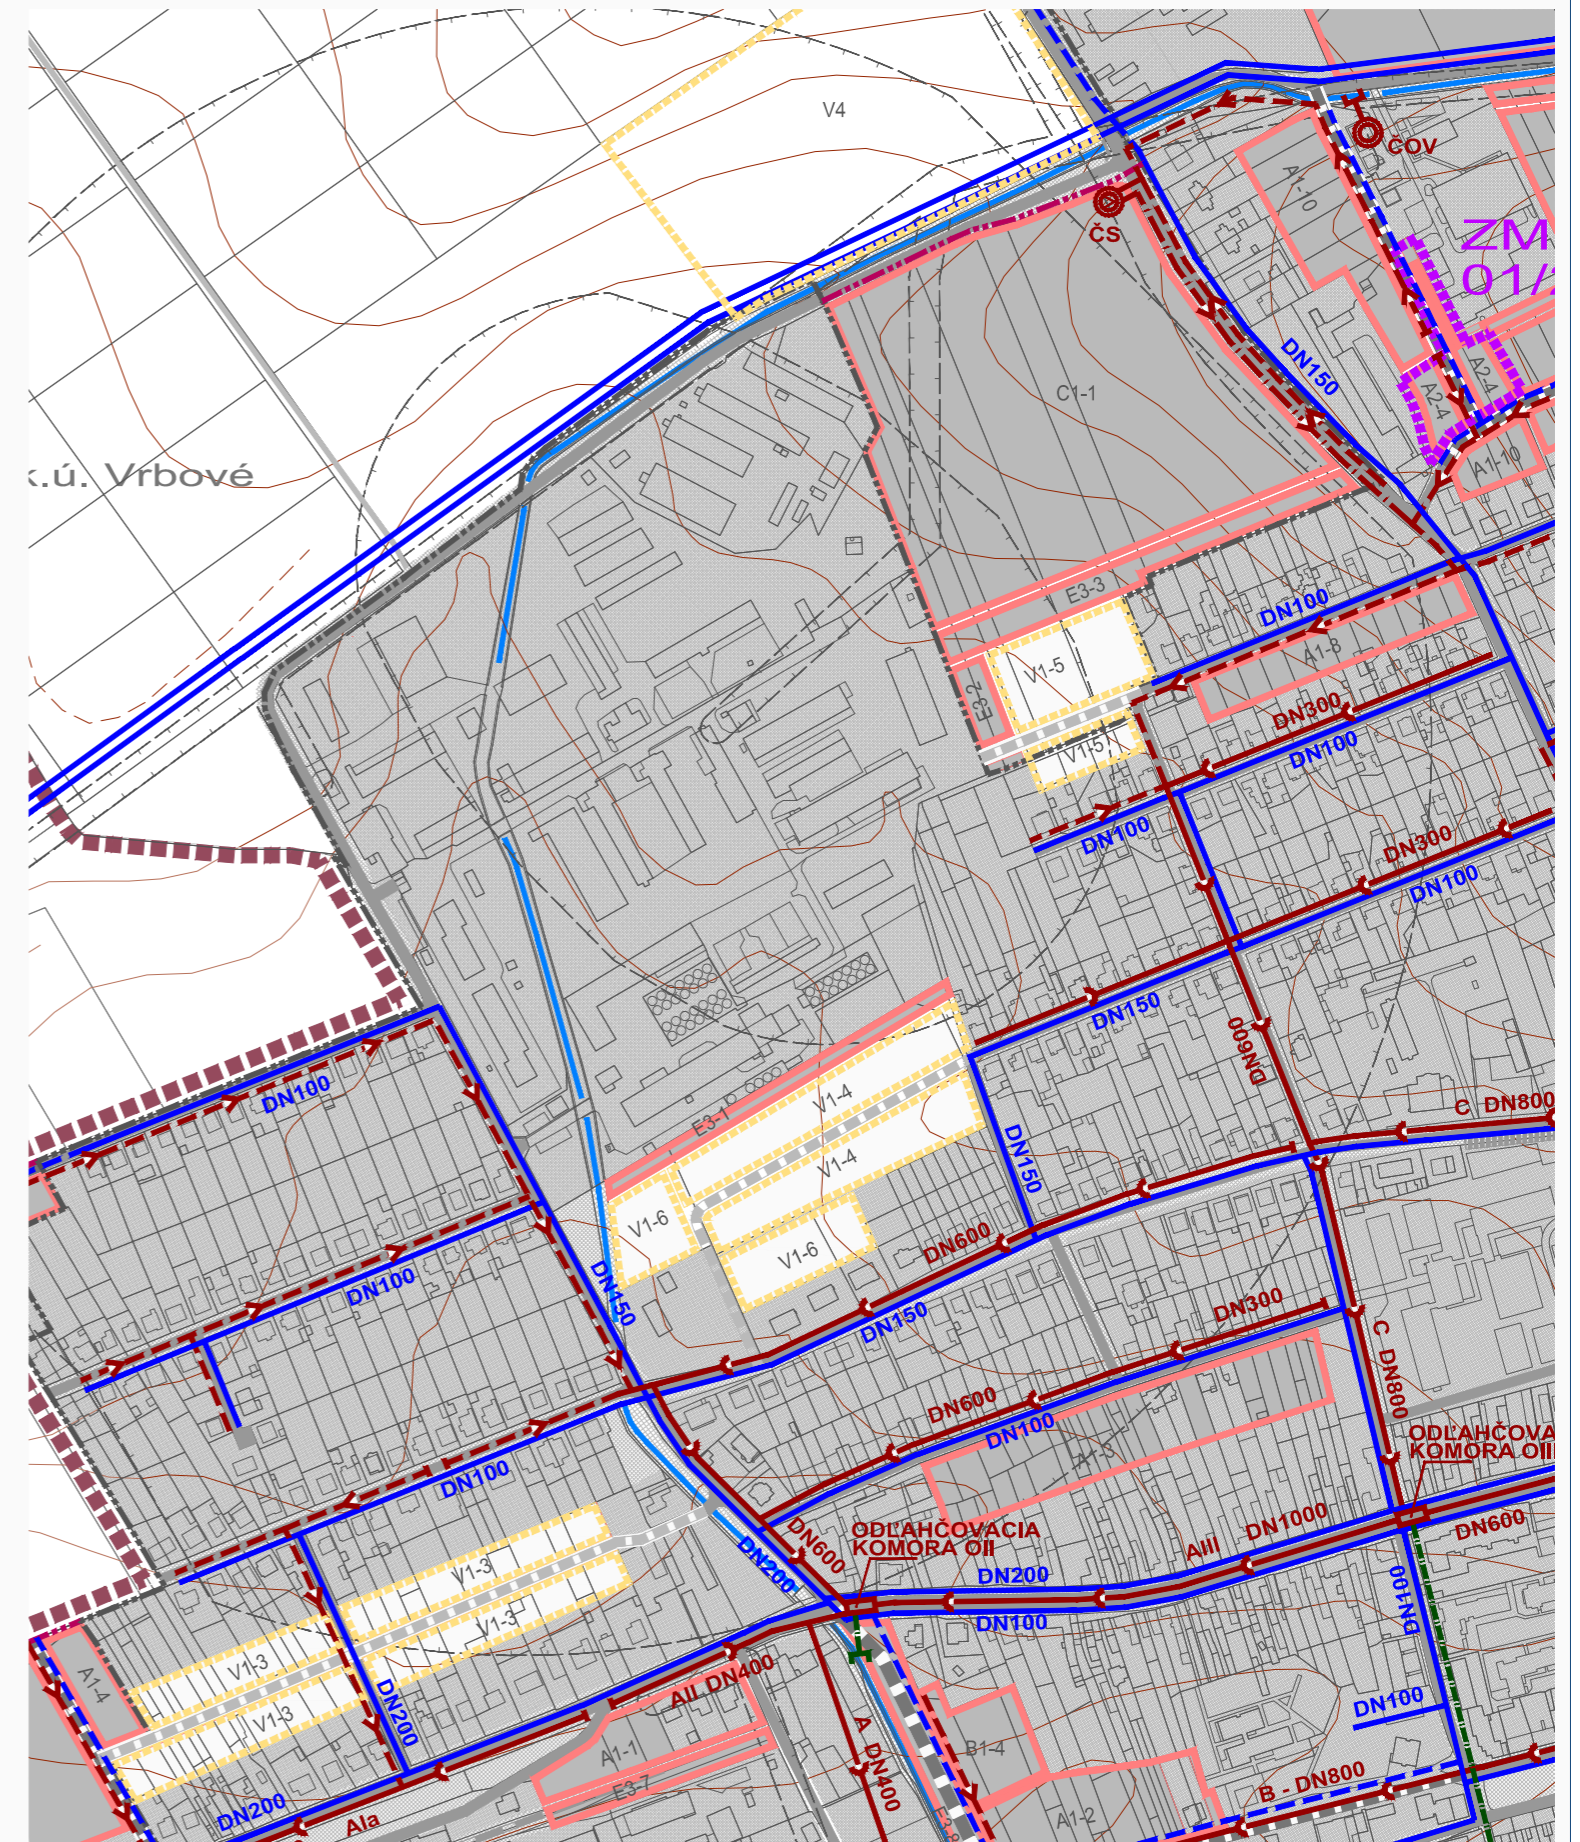 V4
ČOV
A1-10
ČS
ZM
01/2
DN150
A2-4
A2-4
C1-1
A1-10
k.ú. Vrbové
E3-3
DN100
V1-5
A1-8
E3-2
DN300
V1-5
DN100
DN100
DN300
DN100
DN150
DN600
DN100
V1-4
C DN800
E3-1
V1-4
DN150
V1-6
DN600
V1-6
DN100
DN150
DN300
DN150
C DN800
DN600
DN100
ODĽAHČOVA
KOMORA OIII
A1-3
DN100
DN600
ODĽAHČOVACIA
KOMORA OII
DN1000
AIII
DN600
DN200
V1-3
DN200
DN100
DN100
V1-3
V1-3
AII DN400
A1-4
DN200
V1-3
DN100
A DN400
A1-1
B1-4
E3-7
B - DN800
DN200
AIa
A1-2
E3-8